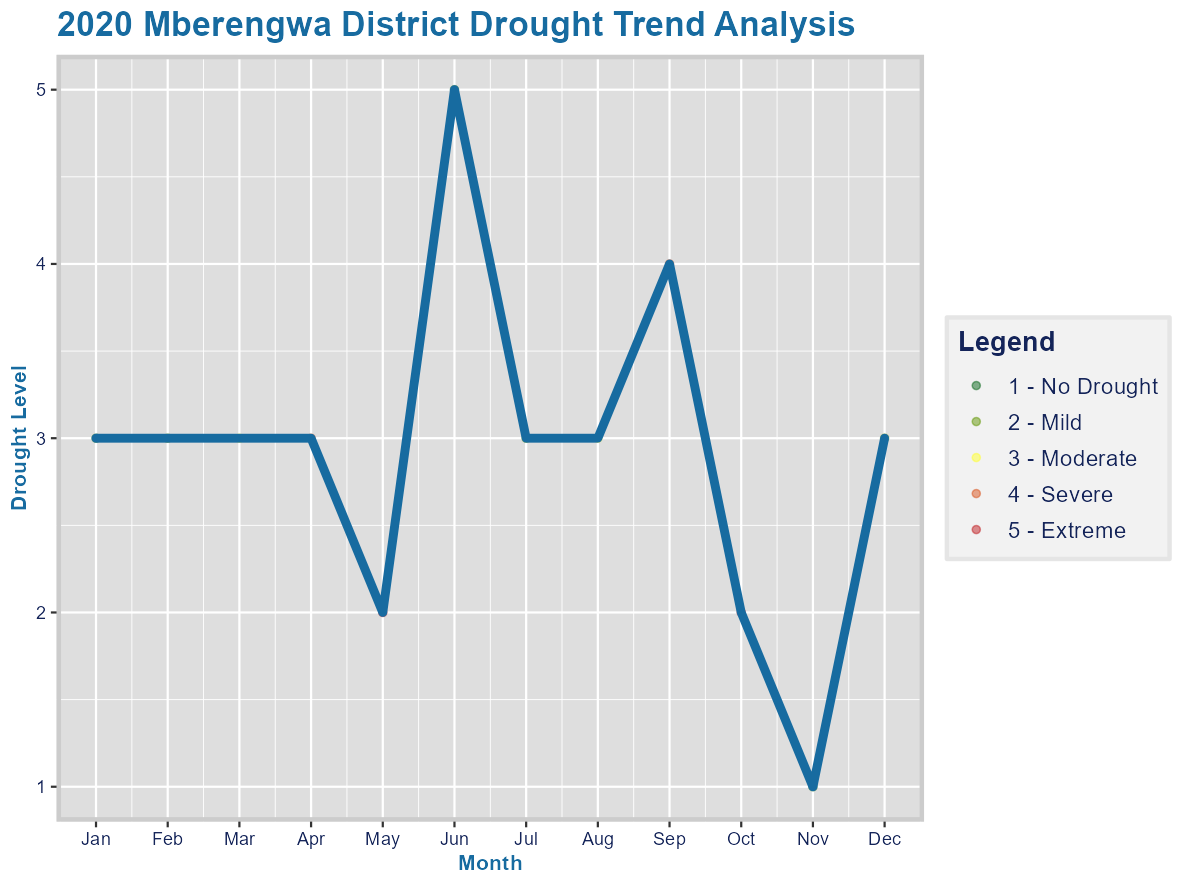 2020 Mberengwa District Drought Trend Analysis
Drought Level
5
4
3
2
1
Jan Feb Mar Apr May Jun Jul Aug Sep Oct Nov Dec
Month
Legend
1 - No Drought
2 - Mild
3 - Moderate
4 - Severe
5 - Extreme